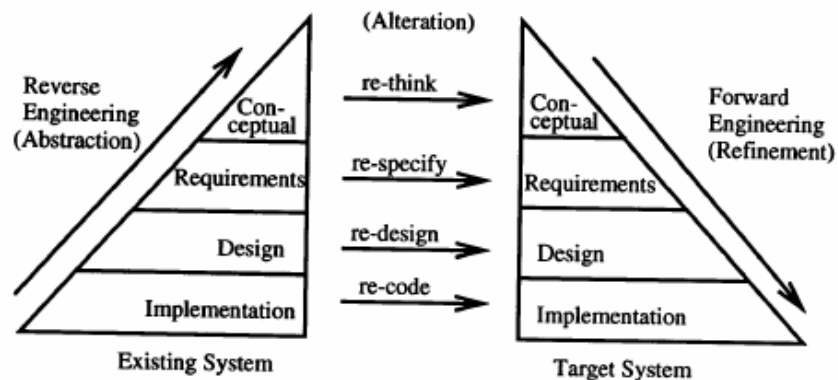 (Alteration)
Reverse
Engineering
(Abstraction)
Con-
ceptual
Requirements
Design
Implementation
Existing System
re-think
re-specify
re-design
re-code
Con-
ceptual
Requirements
Design
Implementation
Target System
Forward
Engineering
(Refinement)